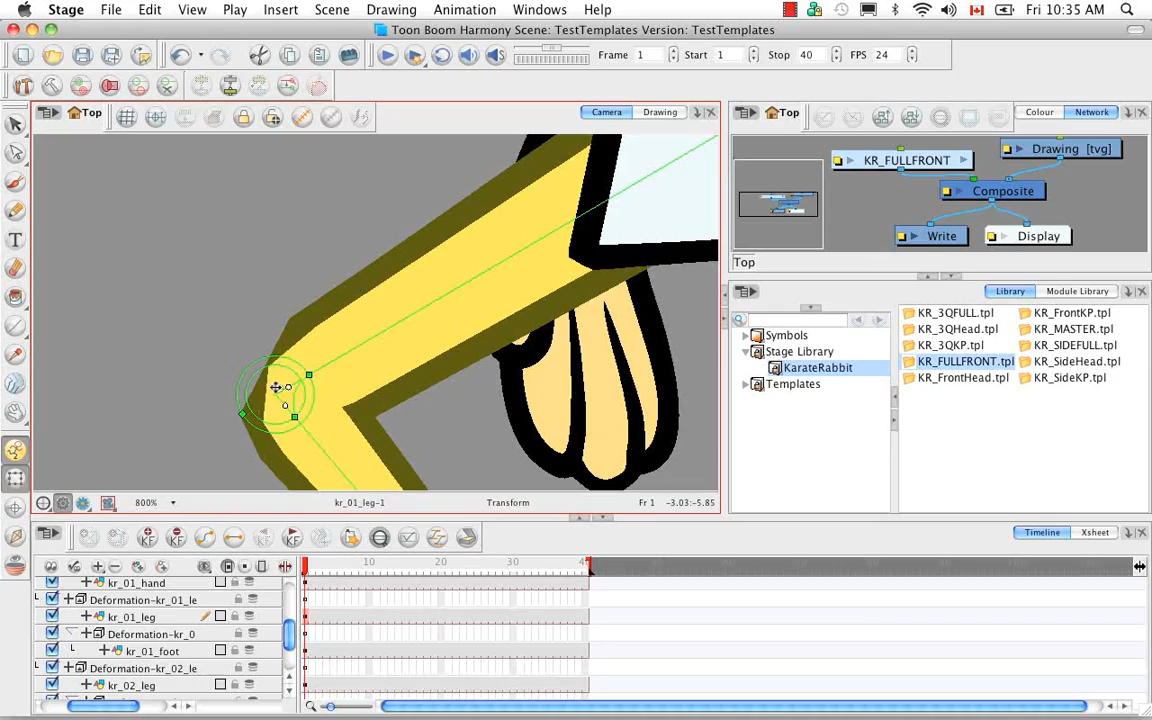 Stage File Edit View Play Insert Scene Drawing Animation Windows Help Fri 10:35 AM
Toon Boom Harmony Scene: TestTemplates Version: TestTemplates
Frame 1 Start 1 Stop 40 FPS 24
Top Camera Drawing
Top Colour Network
KR_FULLFRONT
Drawing [tvg]
Composite
Write
Display
Top
Library Module Library
Symbols
Stage Library
KarateRabbit
Templates
KR_3QFULL.tpl KR_FrontKP.tpl
KR_3QHead.tpl KR_MASTER.tpl
KR_3QKP.tpl KR_SIDEFULL.tpl
KR_FULLFRONT.tpl KR_SideHead.tpl
KR_FrontHead.tpl KR_SideKP.tpl
800% kr_01_leg-1 Transform Fr 1 -3.03:-5.85
Timeline Xsheet
KF KF KF KF
10 20 30
kr_01_hand
Deformation-kr_01_le
kr_01_leg
Deformation-kr_0
kr_01_foot
Deformation-kr_02_le
kr_02_leg